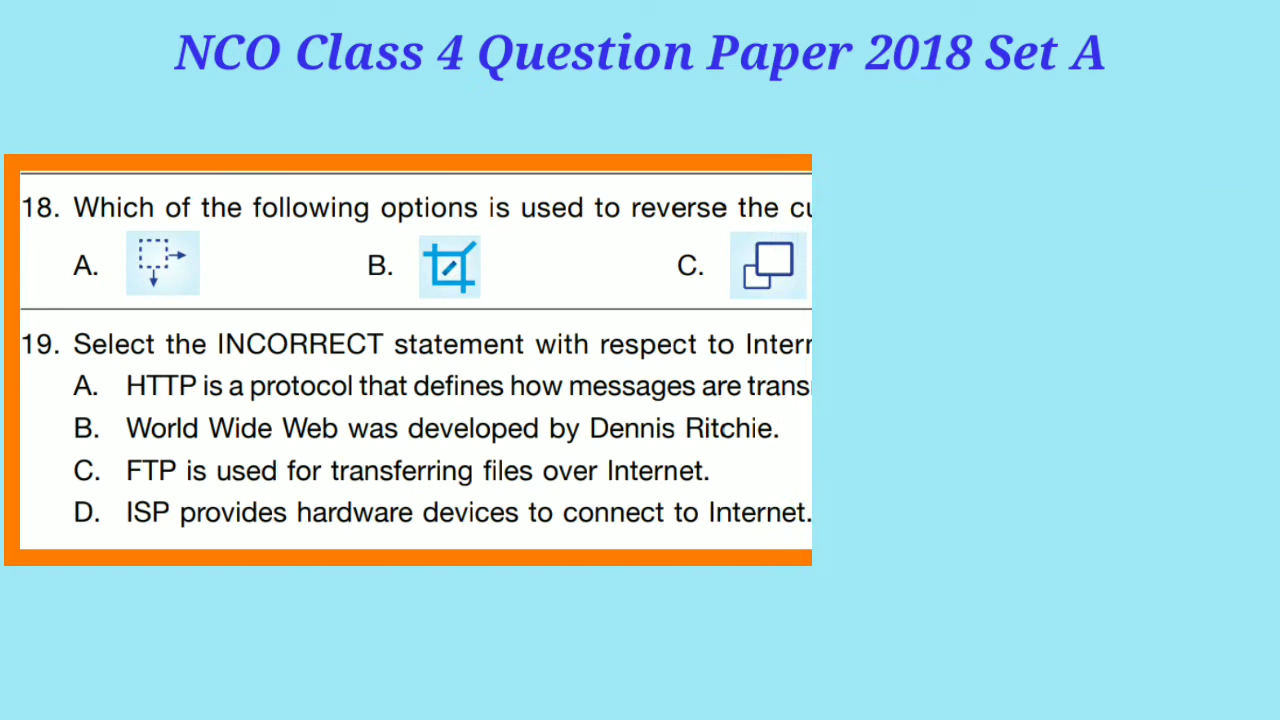 NCO Class 4 Question Paper 2018 Set A
18. Which of the following options is used to reverse the
A. B. C.
19. Select the INCORRECT statement with respect to
A. HTTP is a protocol that defines how messages are
B. World Wide Web was developed by Dennis Ritchie.
C. FTP is used for transferring files over Internet.
D. ISP provides hardware devices to connect to Internet.